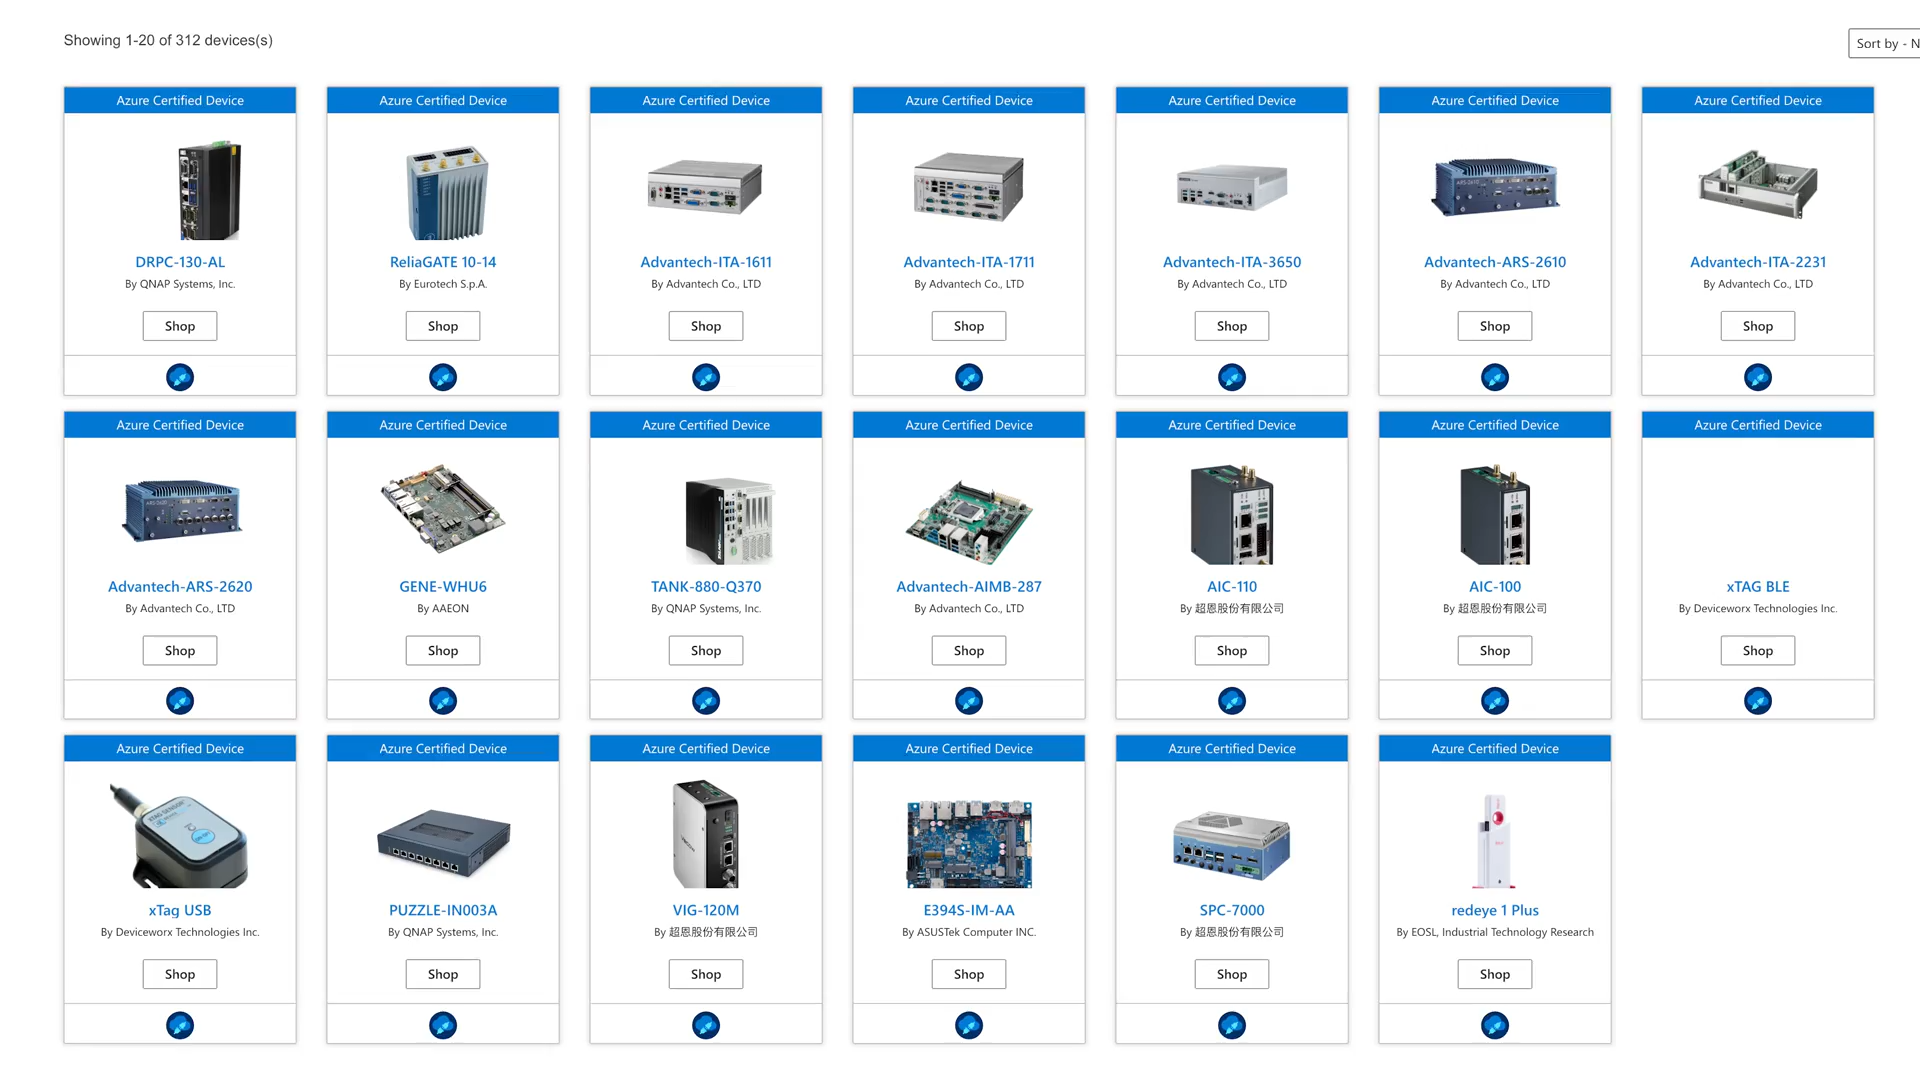 Showing 1-20 of 312 devices(s)
Sort by - N
Azure Certified Device
DRPC-130-AL
By QNAP Systems, Inc.
Shop
Azure Certified Device
ReliaGATE 10-14
By Eurotech S.p.A.
Shop
Azure Certified Device
Advantech-ITA-1611
By Advantech Co., LTD
Shop
Azure Certified Device
Advantech-ITA-1711
By Advantech Co., LTD
Shop
Azure Certified Device
Advantech-ITA-3650
By Advantech Co., LTD
Shop
Azure Certified Device
Advantech-ARS-2610
By Advantech Co., LTD
Shop
Azure Certified Device
Advantech-ITA-2231
By Advantech Co., LTD
Shop
Azure Certified Device
Advantech-ARS-2620
By Advantech Co., LTD
Shop
Azure Certified Device
GENE-WHU6
By AAEON
Shop
Azure Certified Device
TANK-880-Q370
By QNAP Systems, Inc.
Shop
Azure Certified Device
Advantech-AIMB-287
By Advantech Co., LTD
Shop
Azure Certified Device
AIC-110
By 超恩股份有限公司
Shop
Azure Certified Device
AIC-100
By 超恩股份有限公司
Shop
Azure Certified Device
xTAG BLE
By Deviceworx Technologies Inc.
Shop
Azure Certified Device
xTag USB
By Deviceworx Technologies Inc.
Shop
Azure Certified Device
PUZZLE-IN003A
By QNAP Systems, Inc.
Shop
Azure Certified Device
VIG-120M
By 超恩股份有限公司
Shop
Azure Certified Device
E394S-IM-AA
By ASUSTek Computer INC.
Shop
Azure Certified Device
SPC-7000
By 超恩股份有限公司
Shop
Azure Certified Device
redeye 1 Plus
By EOSL, Industrial Technology Research
Shop